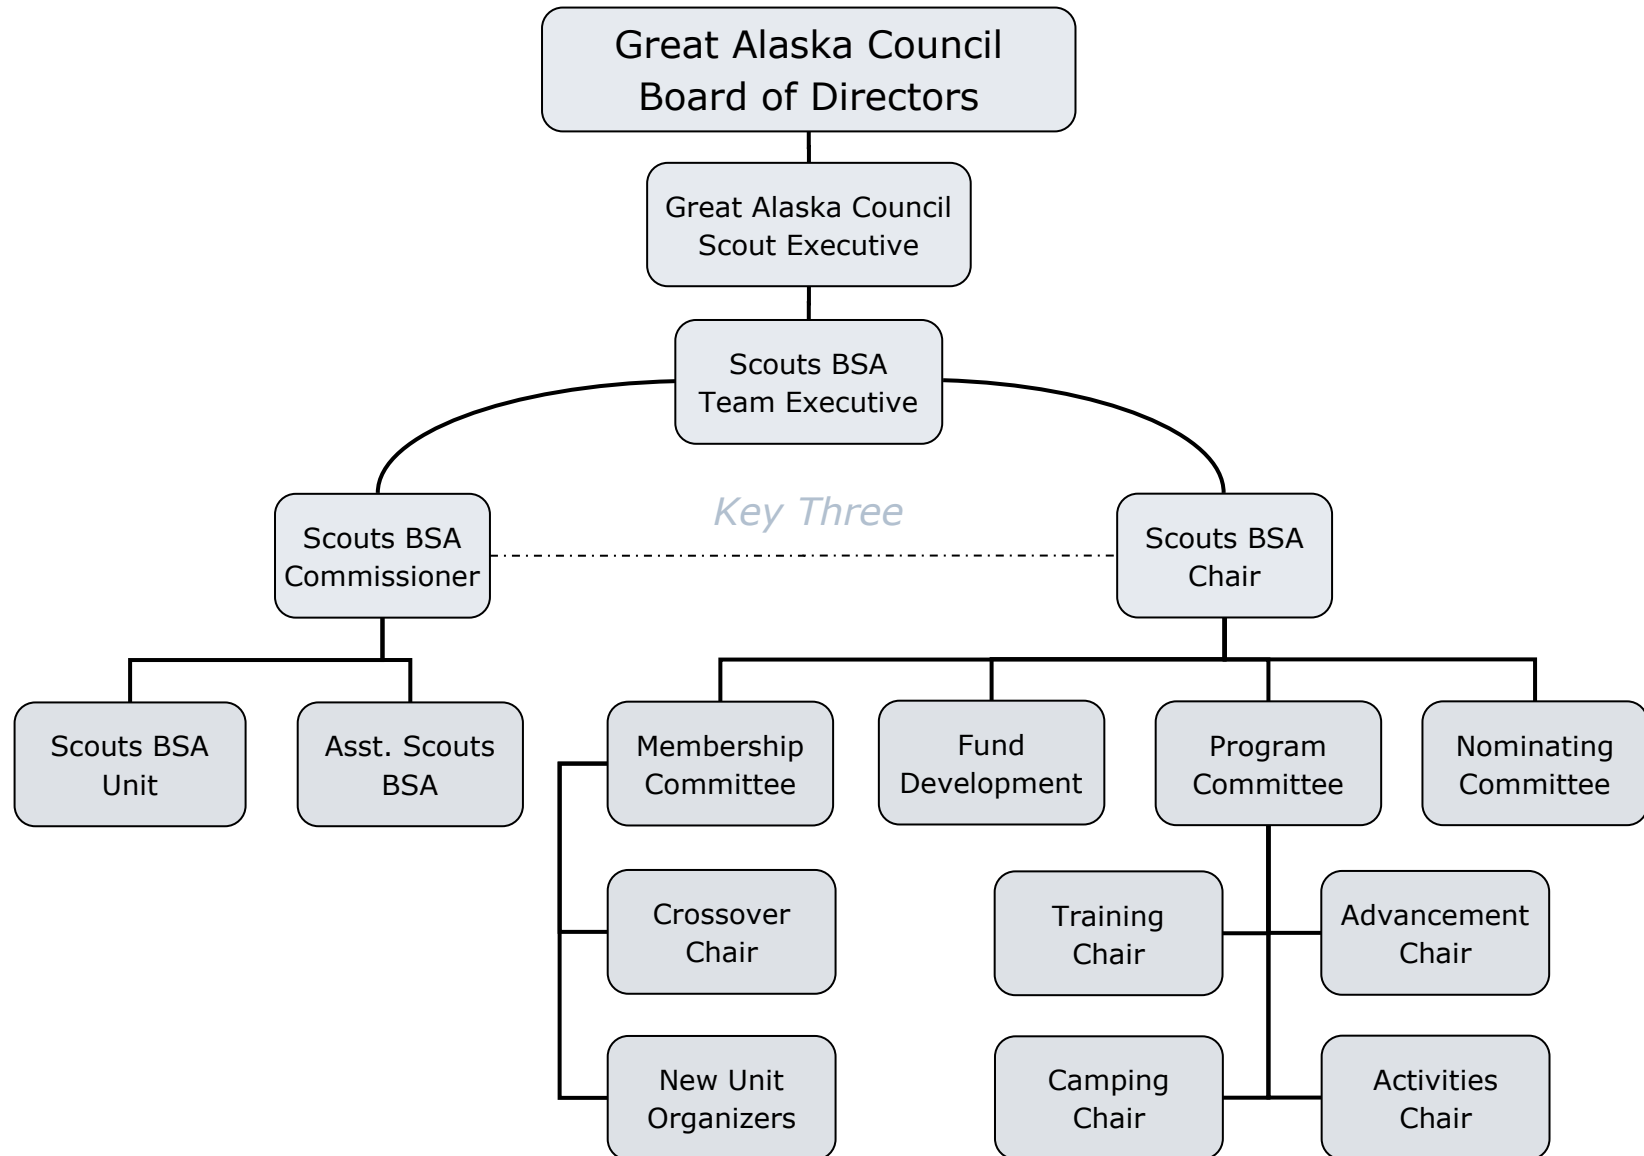 Great Alaska Council
Board of Directors
Great Alaska Council
Scout Executive
Scouts BSA
Team Executive
Key Three
Scouts BSA
Commissioner
Scouts BSA
Chair
Scouts BSA
Unit
Asst. Scouts
BSA
Membership
Committee
Fund
Development
Program
Committee
Nominating
Committee
Crossover
Chair
Training
Chair
Advancement
Chair
New Unit
Organizers
Camping
Chair
Activities
Chair